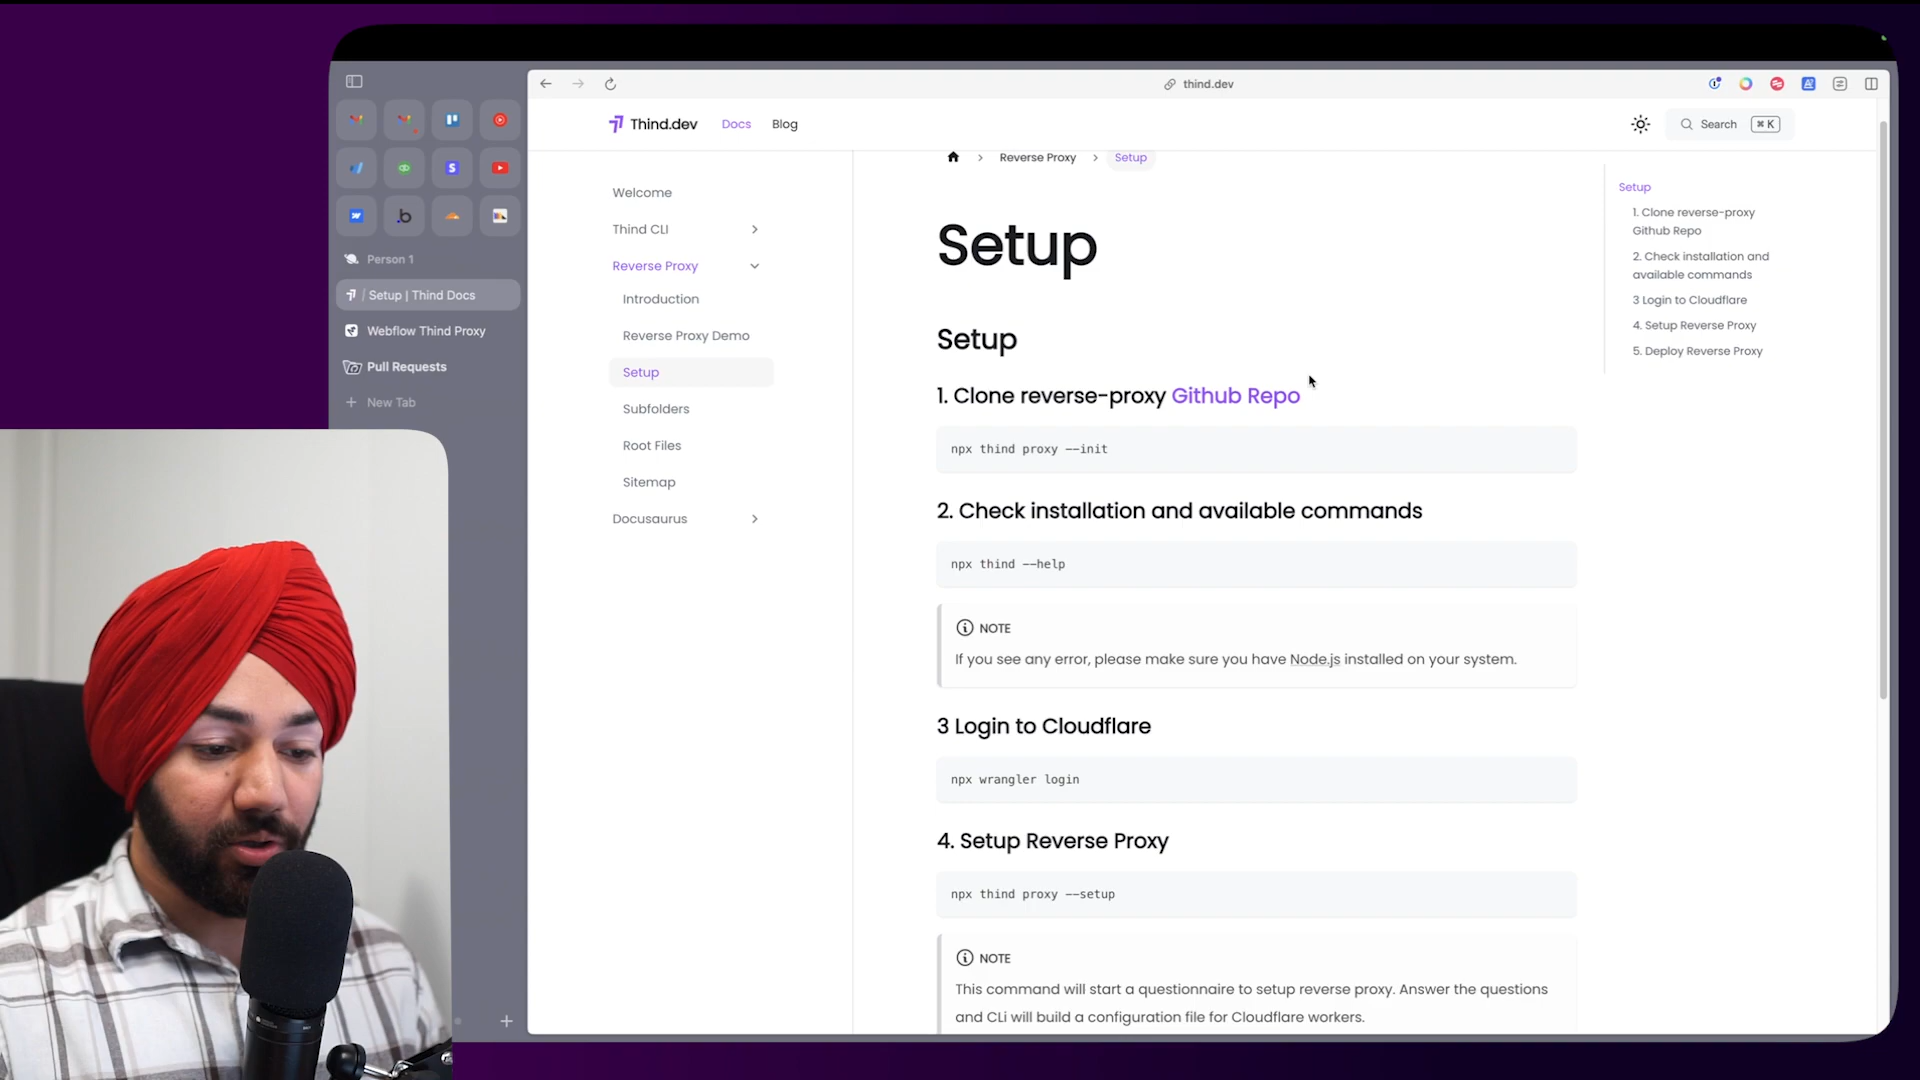 thind.dev
Thind.dev
Docs
Blog
Search
⌘ K
Person 1
Setup | Thind Docs
Webflow Thind Proxy
Pull Requests
+ New Tab
Welcome
Thind CLI
Reverse Proxy
Introduction
Reverse Proxy Demo
Setup
Subfolders
Root Files
Sitemap
Docusaurus
Reverse Proxy
Setup
Setup
Setup
1. Clone reverse-proxy Github Repo
npx thind proxy --init
2. Check installation and available commands
npx thind --help
NOTE
If you see any error, please make sure you have Node.js installed on your system.
3 Login to Cloudflare
npx wrangler login
4. Setup Reverse Proxy
npx thind proxy --setup
NOTE
This command will start a questionnaire to setup reverse proxy. Answer the questions
and CLi will build a configuration file for Cloudflare workers.
Setup
1. Clone reverse-proxy
Github Repo
2. Check installation and
available commands
3 Login to Cloudflare
4. Setup Reverse Proxy
5. Deploy Reverse Proxy